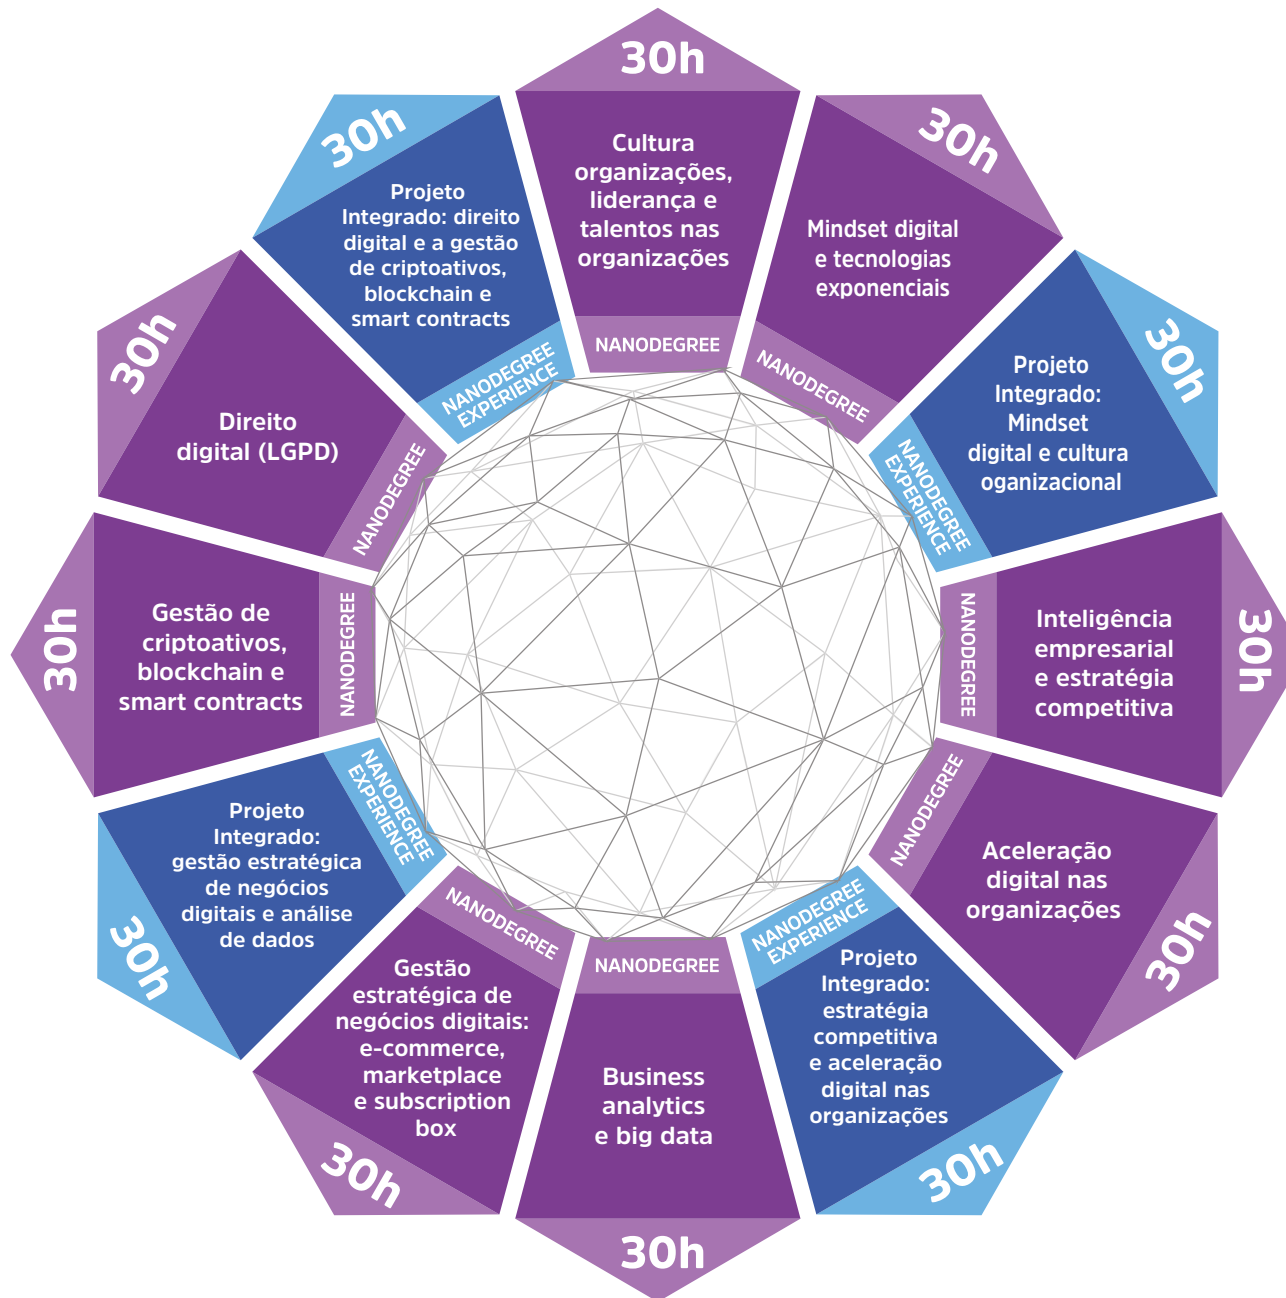 30h
Cultura
organizações,
liderança e
talentos nas
organizações
NANODEGREE
30h
Mindset digital
e tecnologias
exponenciais
NANODEGREE
30h
Projeto
Integrado:
Mindset
digital e cultura
oganizacional
NANODEGREE
EXPERIENCE
30h
Inteligência
empresarial
e estratégia
competitiva
NANODEGREE
30h
Aceleração
digital nas
organizações
NANODEGREE
30h
Projeto
Integrado:
estratégia
competitiva
e aceleração
digital nas
organizações
NANODEGREE
EXPERIENCE
30h
Business
analytics
e big data
NANODEGREE
30h
Gestão
estratégica de
negócios digitais:
e-commerce,
marketplace
e subscription
box
NANODEGREE
30h
Projeto
Integrado:
gestão estratégica
de negócios
digitais e análise
de dados
NANODEGREE
EXPERIENCE
30h
Gestão de
criptoativos,
blockchain e
smart contracts
NANODEGREE
30h
Direito
digital (LGPD)
NANODEGREE
30h
Projeto
Integrado: direito
digital e a gestão
de criptoativos,
blockchain e
smart contracts
NANODEGREE
EXPERIENCE